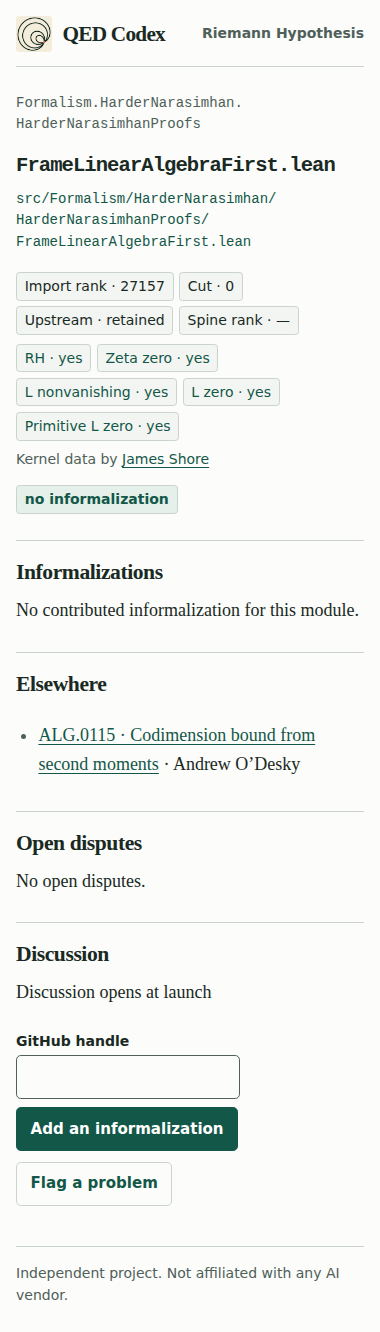 QED Codex
Riemann Hypothesis
Formalism.HarderNarasimhan.
HarderNarasimhanProofs
FrameLinearAlgebraFirst.lean
src/Formalism/HarderNarasimhan/
HarderNarasimhanProofs/
FrameLinearAlgebraFirst.lean
Import rank · 27157
Cut · 0
Upstream · retained
Spine rank · —
RH · yes
Zeta zero · yes
L nonvanishing · yes
L zero · yes
Primitive L zero · yes
Kernel data by James Shore
no informalization
Informalizations
No contributed informalization for this module.
Elsewhere
• ALG.0115 · Codimension bound from
second moments · Andrew O’Desky
Open disputes
No open disputes.
Discussion
Discussion opens at launch
GitHub handle
Add an informalization
Flag a problem
Independent project. Not affiliated with any AI
vendor.